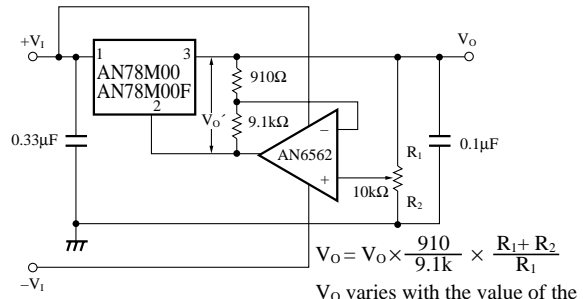 +V_I
V_O
1
3
AN78M00
AN78M00F
2
910Ω
V_O´
9.1kΩ
−
AN6562
+
0.33µF
10kΩ
R_1
R_2
0.1µF
V_O = V_O × 910/9.1k × R_1 + R_2/R_1
−V_I
V_O varies with the value of the